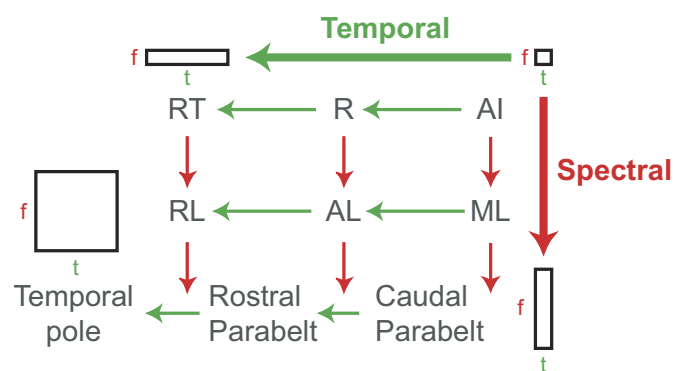 Temporal
f
t
f
t
RT
R
AI
Spectral
f
t
RL
AL
ML
Temporal
pole
Rostral
Parabelt
Caudal
Parabelt
f
t